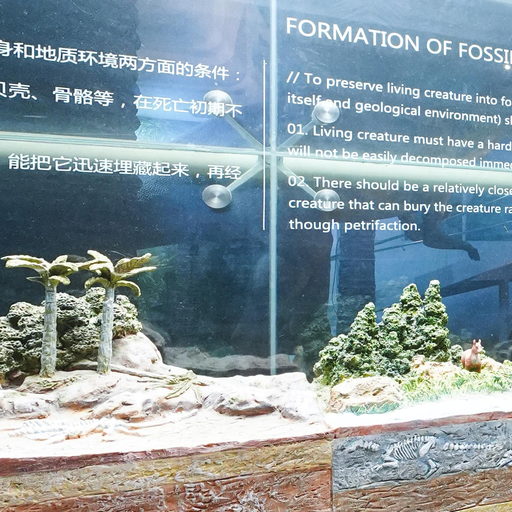 身和地质环境两方面的条件：
贝壳、骨骼等，在死亡初期不
能把它迅速埋藏起来，再经
FORMATION OF FOSSI
// To preserve living creature into fo
itself and geological environment) s
01. Living creature must have a hard
will not be easily decomposed imme
02. There should be a relatively close
creature that can bury the creature ra
though petrifaction.